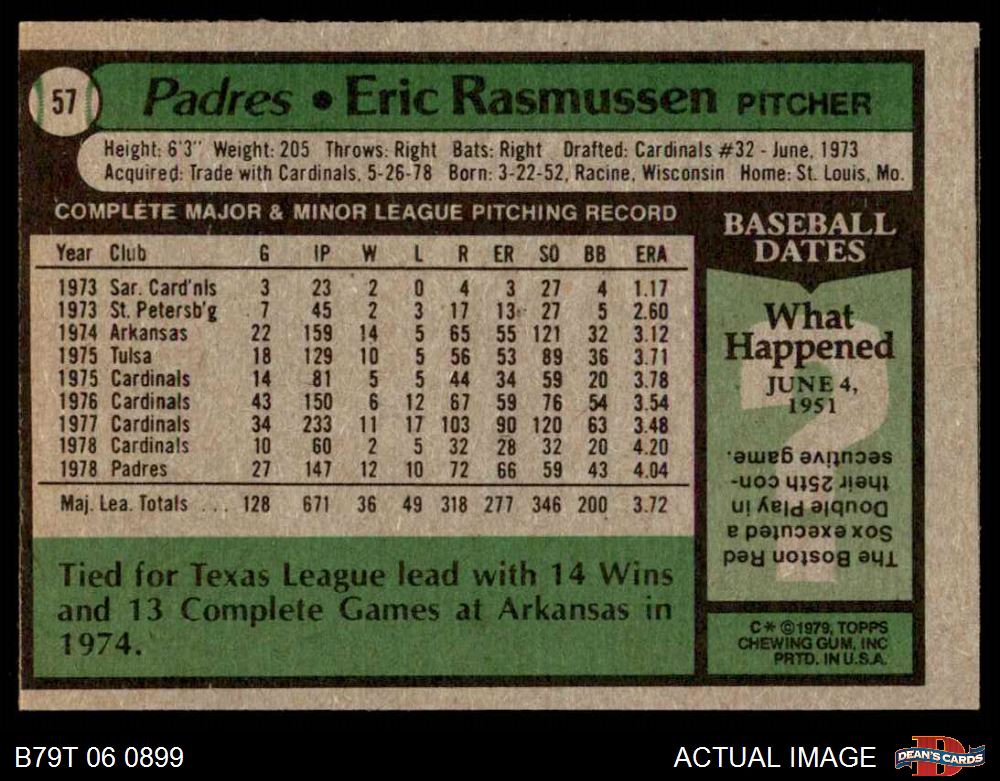 57
Padres • Eric Rasmussen PITCHER
Height: 6'3" Weight: 205 Throws: Right Bats: Right Drafted: Cardinals #32 - June, 1973
Acquired: Trade with Cardinals, 5-26-78 Born: 3-22-52, Racine, Wisconsin Home: St. Louis, Mo.
COMPLETE MAJOR & MINOR LEAGUE PITCHING RECORD
Year Club G IP W L R ER SO BB ERA
1973 Sar. Card'nls 3 23 2 0 4 3 27 4 1.17
1973 St. Petersb'g 7 45 2 3 17 13 27 5 2.60
1974 Arkansas 22 159 14 5 65 55 121 32 3.12
1975 Tulsa 18 129 10 5 56 53 89 36 3.71
1975 Cardinals 14 81 5 5 44 34 59 20 3.78
1976 Cardinals 43 150 6 12 67 59 76 54 3.54
1977 Cardinals 34 233 11 17 103 90 120 63 3.48
1978 Cardinals 10 60 2 5 32 28 32 20 4.20
1978 Padres 27 147 12 10 72 66 59 43 4.04
Maj. Lea. Totals ... 128 671 36 49 318 277 346 200 3.72
Tied for Texas League lead with 14 Wins
and 13 Complete Games at Arkansas in
1974.
BASEBALL
DATES
What
Happened
JUNE 4,
1951
?
The Boston Red
Sox executed a
Double Play in
their 25th con-
secutive game.
C* ©1979, TOPPS
CHEWING GUM, INC
PRTD. IN U.S.A.
B79T 06 0899
ACTUAL IMAGE
D
DEAN'S CARDS